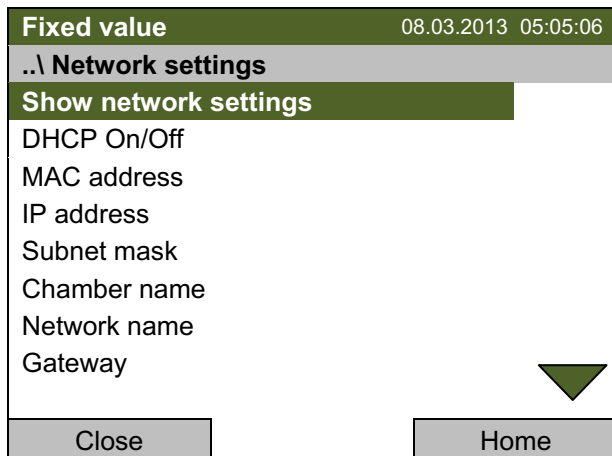 Fixed value 08.03.2013 05:05:06
..\ Network settings
Show network settings
DHCP On/Off
MAC address
IP address
Subnet mask
Chamber name
Network name
Gateway
Close Home